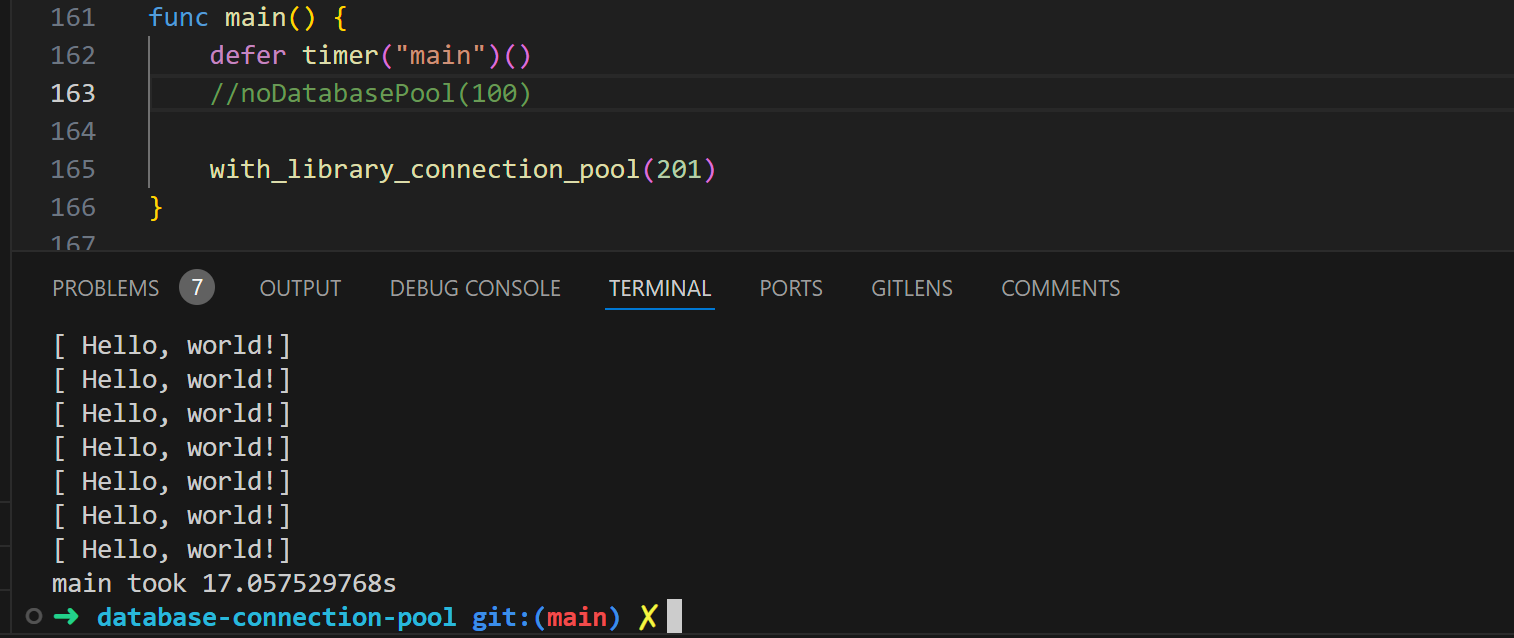 161 func main() {
162 defer timer("main")()
163 //noDatabasePool(100)
164
165 with_library_connection_pool(201)
166 }
167
PROBLEMS 7 OUTPUT DEBUG CONSOLE TERMINAL PORTS GITLENS COMMENTS
[ Hello, world!]
[ Hello, world!]
[ Hello, world!]
[ Hello, world!]
[ Hello, world!]
[ Hello, world!]
[ Hello, world!]
main took 17.057529768s
➜ database-connection-pool git:(main) ✗